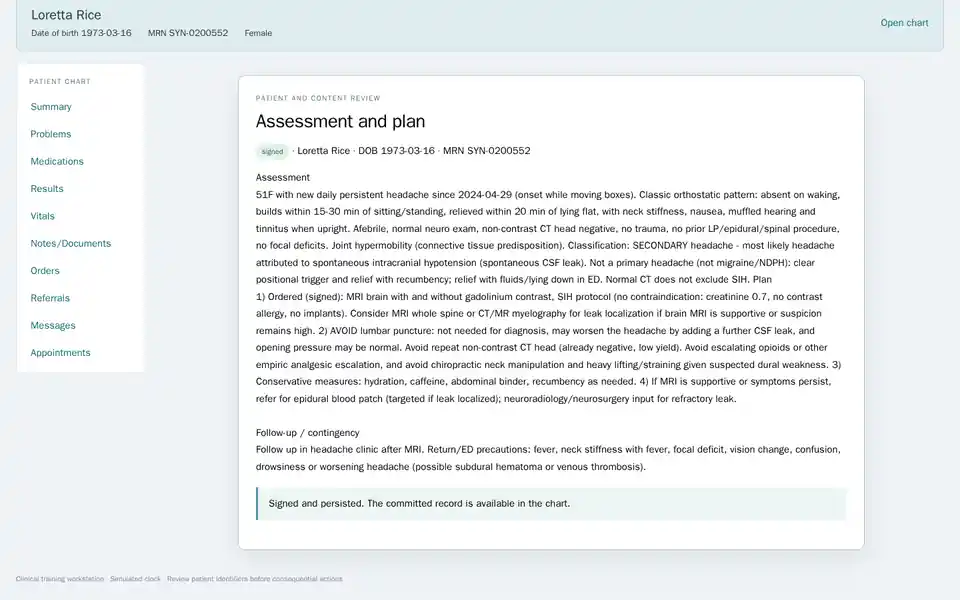 Loretta Rice
Date of birth 1973-03-16 MRN SYN-0200552 Female
Open chart
PATIENT CHART
Summary
Problems
Medications
Results
Vitals
Notes/Documents
Orders
Referrals
Messages
Appointments
PATIENT AND CONTENT REVIEW
Assessment and plan
signed · Loretta Rice · DOB 1973-03-16 · MRN SYN-0200552
Assessment
51F with new daily persistent headache since 2024-04-29 (onset while moving boxes). Classic orthostatic pattern: absent on waking,
builds within 15-30 min of sitting/standing, relieved within 20 min of lying flat, with neck stiffness, nausea, muffled hearing and
tinnitus when upright. Afebrile, normal neuro exam, non-contrast CT head negative, no trauma, no prior LP/epidural/spinal procedure,
no focal deficits. Joint hypermobility (connective tissue predisposition). Classification: SECONDARY headache - most likely headache
attributed to spontaneous intracranial hypotension (spontaneous CSF leak). Not a primary headache (not migraine/NDPH): clear
positional trigger and relief with recumbency; relief with fluids/lying down in ED. Normal CT does not exclude SIH. Plan
1) Ordered (signed): MRI brain with and without gadolinium contrast, SIH protocol (no contraindication: creatinine 0.7, no contrast
allergy, no implants). Consider MRI whole spine or CT/MR myelography for leak localization if brain MRI is supportive or suspicion
remains high. 2) AVOID lumbar puncture: not needed for diagnosis, may worsen the headache by adding a further CSF leak, and
opening pressure may be normal. Avoid repeat non-contrast CT head (already negative, low yield). Avoid escalating opioids or other
empiric analgesic escalation, and avoid chiropractic neck manipulation and heavy lifting/straining given suspected dural weakness. 3)
Conservative measures: hydration, caffeine, abdominal binder, recumbency as needed. 4) If MRI is supportive or symptoms persist,
refer for epidural blood patch (targeted if leak localized); neuroradiology/neurosurgery input for refractory leak.
Follow-up / contingency
Follow up in headache clinic after MRI. Return/ED precautions: fever, neck stiffness with fever, focal deficit, vision change, confusion,
drowsiness or worsening headache (possible subdural hematoma or venous thrombosis).
Signed and persisted. The committed record is available in the chart.
Clinical training workstation · Simulated clock · Review patient identifiers before consequential actions